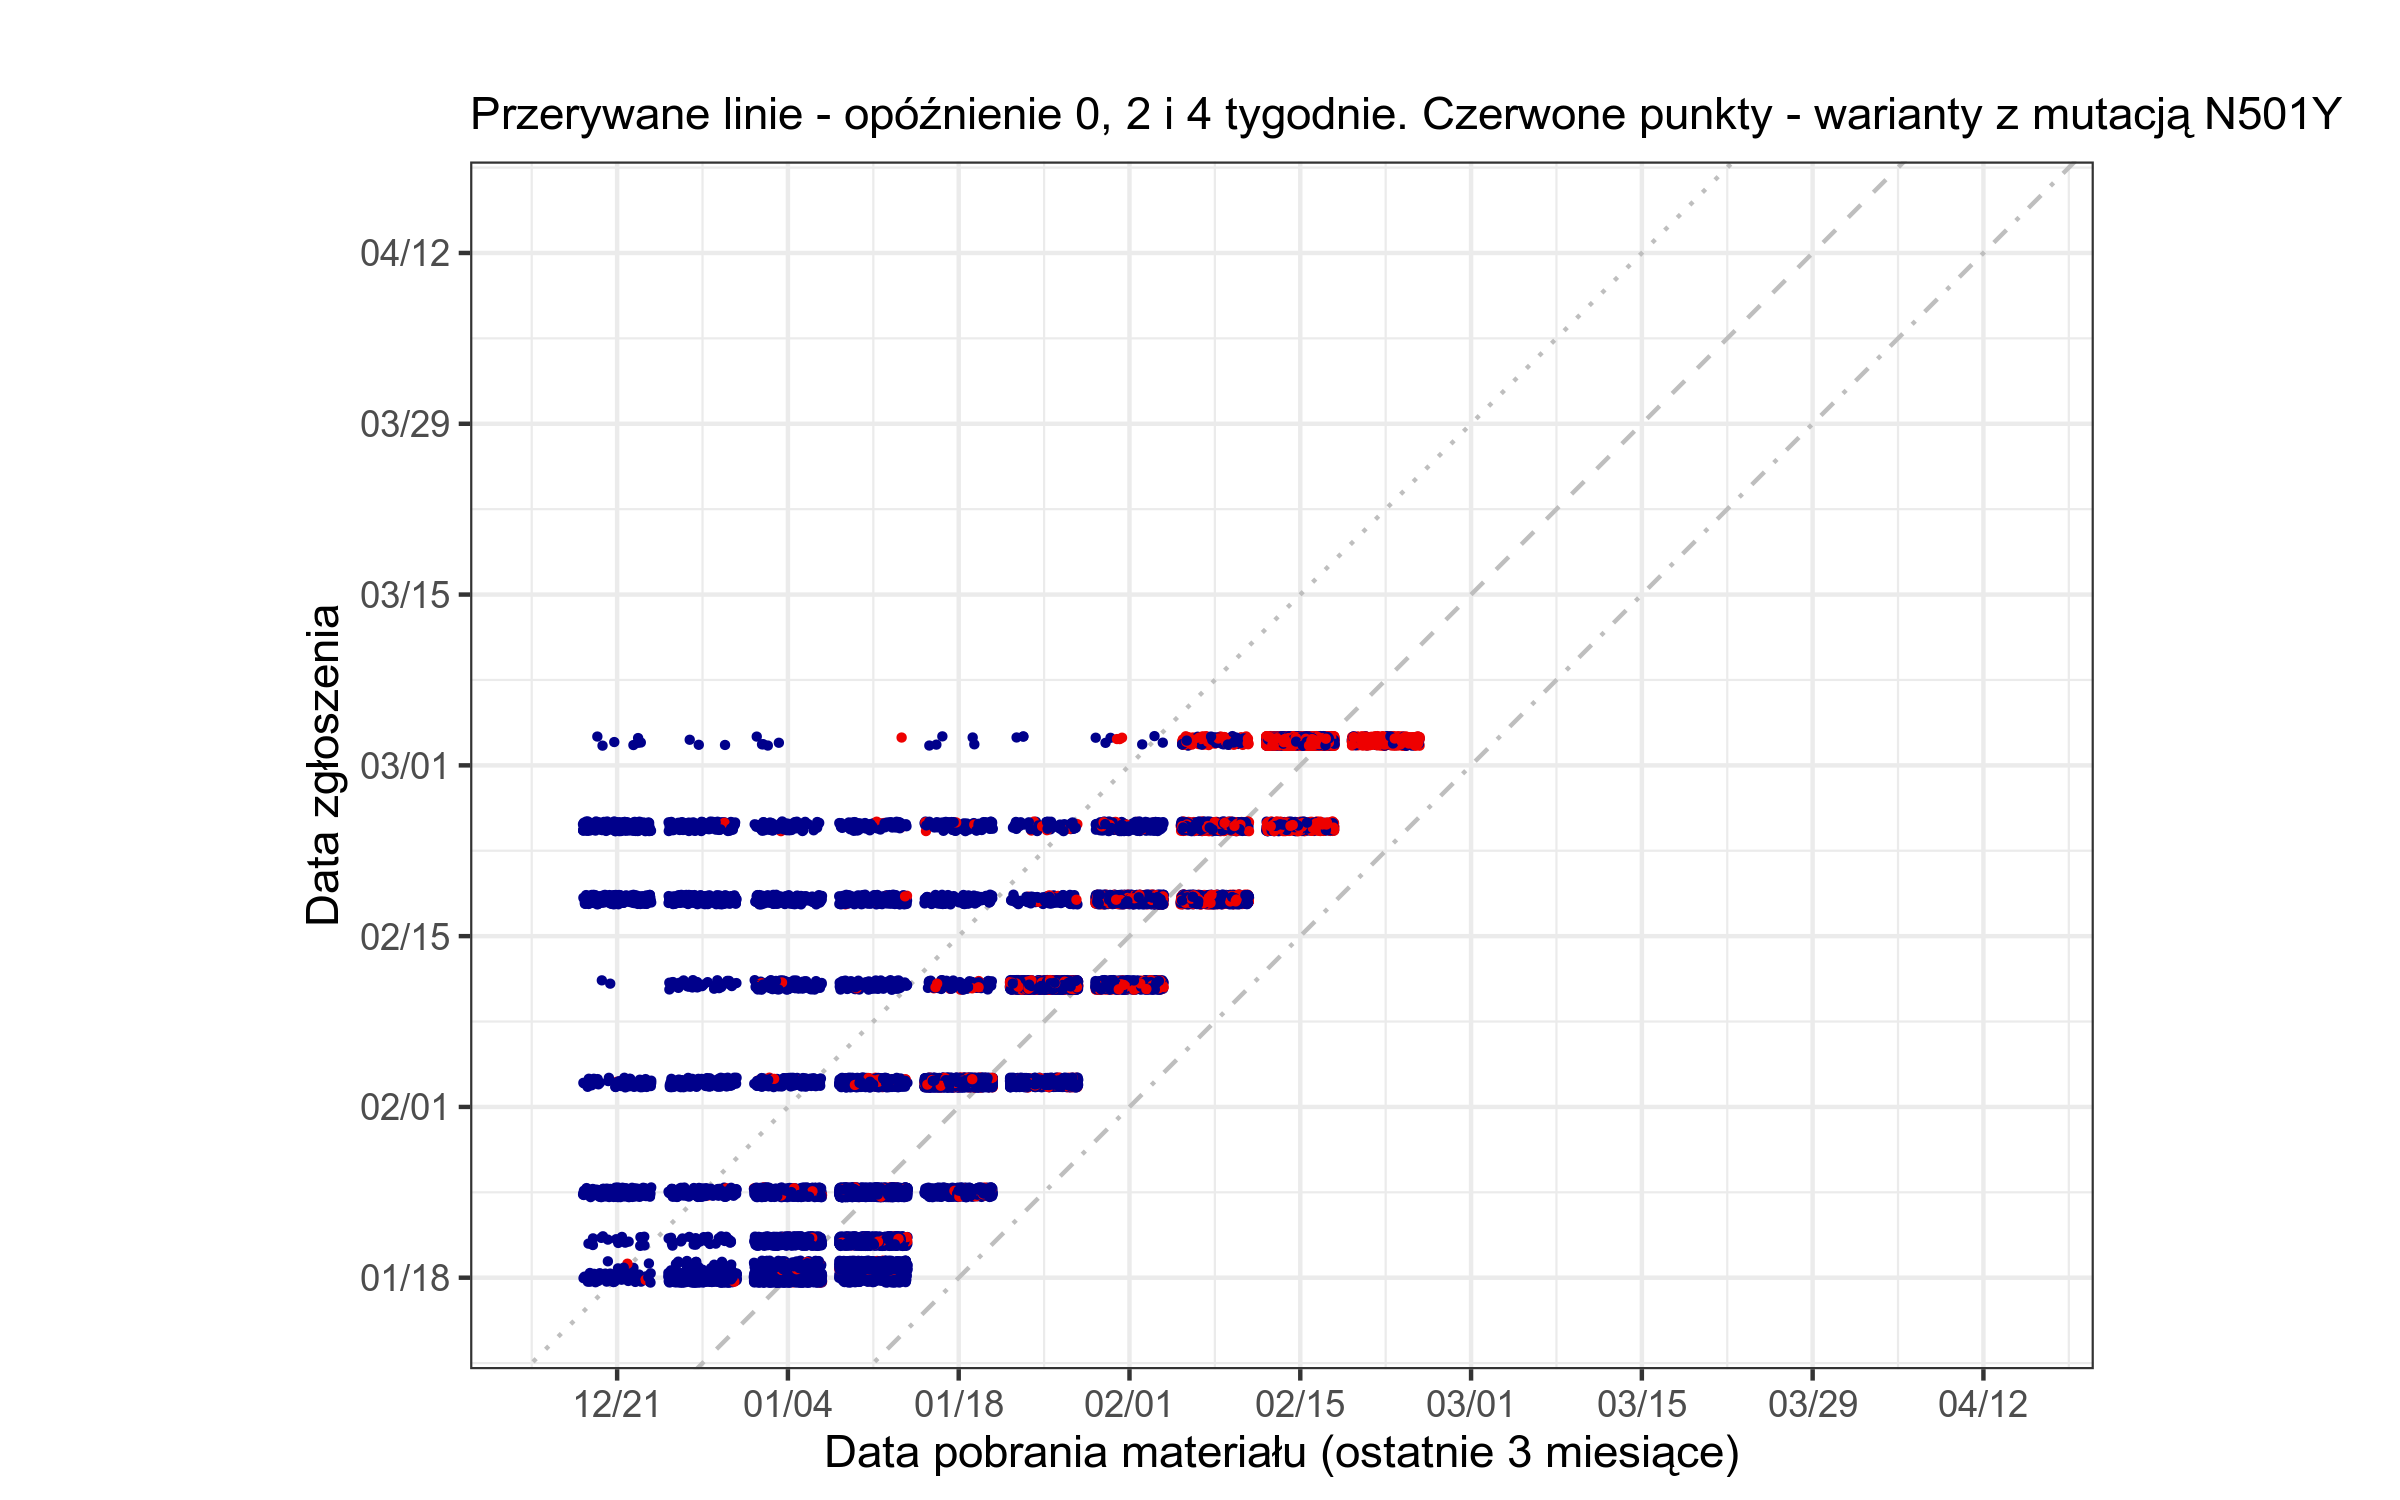 Przerywane linie - opóźnienie 0, 2 i 4 tygodnie. Czerwone punkty - warianty z mutacją N501Y
Data zgłoszenia
04/12
03/29
03/15
03/01
02/15
02/01
01/18
12/21 01/04 01/18 02/01 02/15 03/01 03/15 03/29 04/12
Data pobrania materiału (ostatnie 3 miesiące)